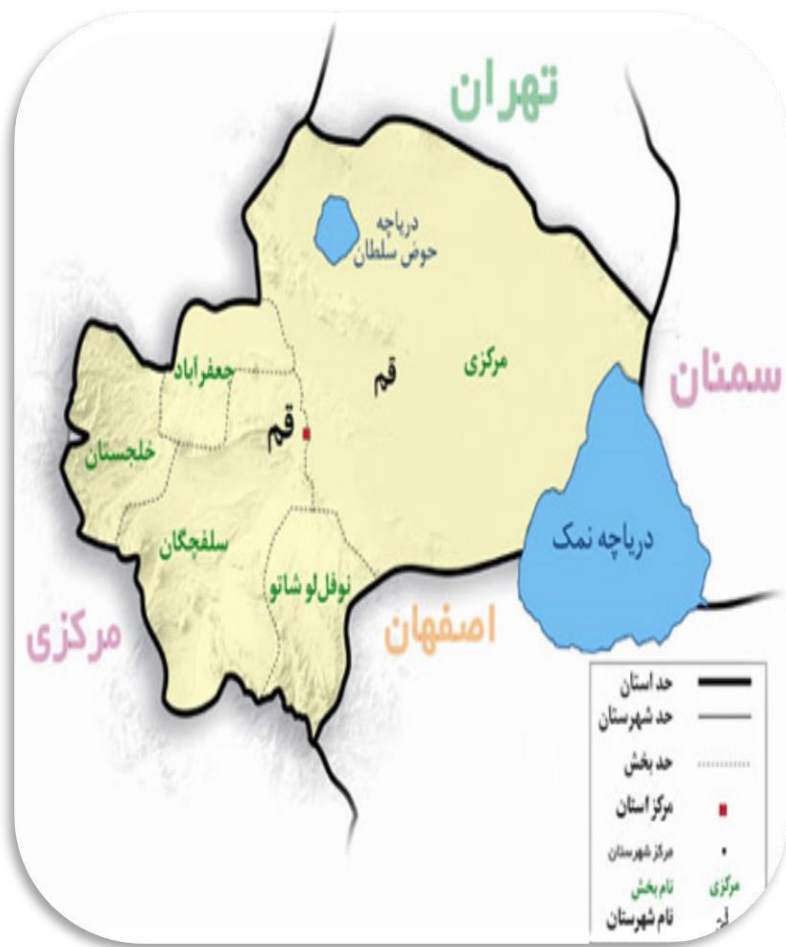 تهران
دریاچه
حوض سلطان
سمنان
جعفرآباد
قم
مرکزی
خلجستان
قم
سلفچگان
نوفل‌لو شاتو
دریاچه نمک
مرکزی
اصفهان
حد استان
حد شهرستان
حد بخش
مرکز استان
مرکز شهرستان
نام بخش مرکزی
نام شهرستان